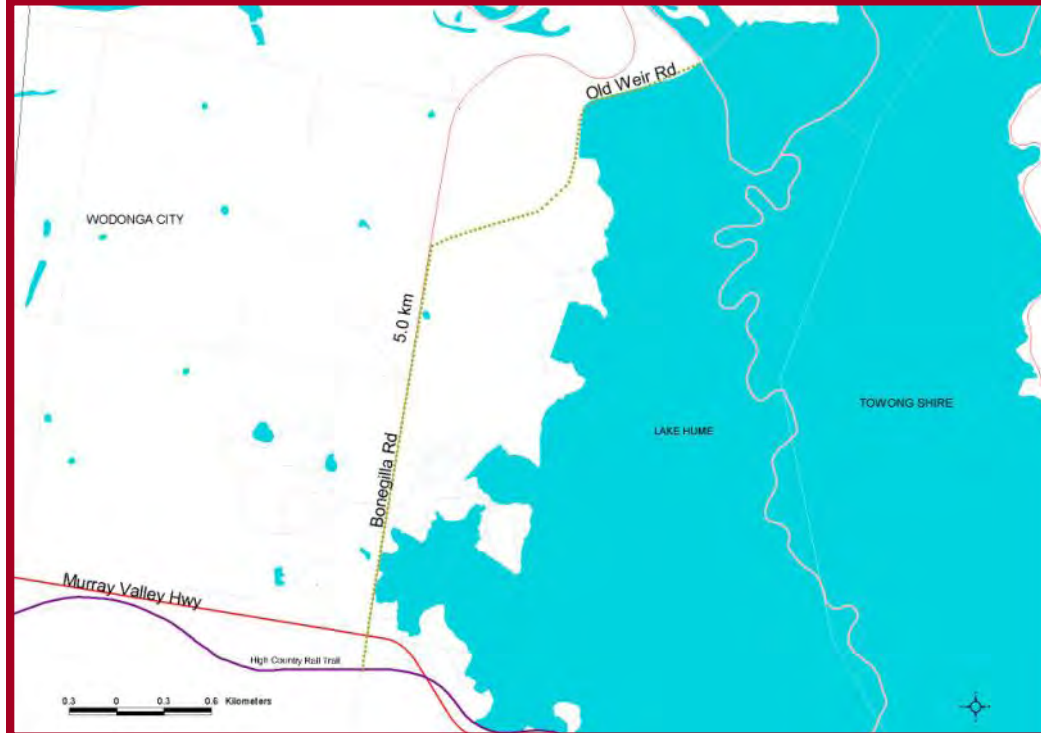 Old Weir Rd
WODONGA CITY
5.0 km
TOWONG SHIRE
LAKE HUME
Bonegilla Rd
Murray Valley Hwy
High Country Rail Trail
0.3 0 0.3 0.6 Kilometers